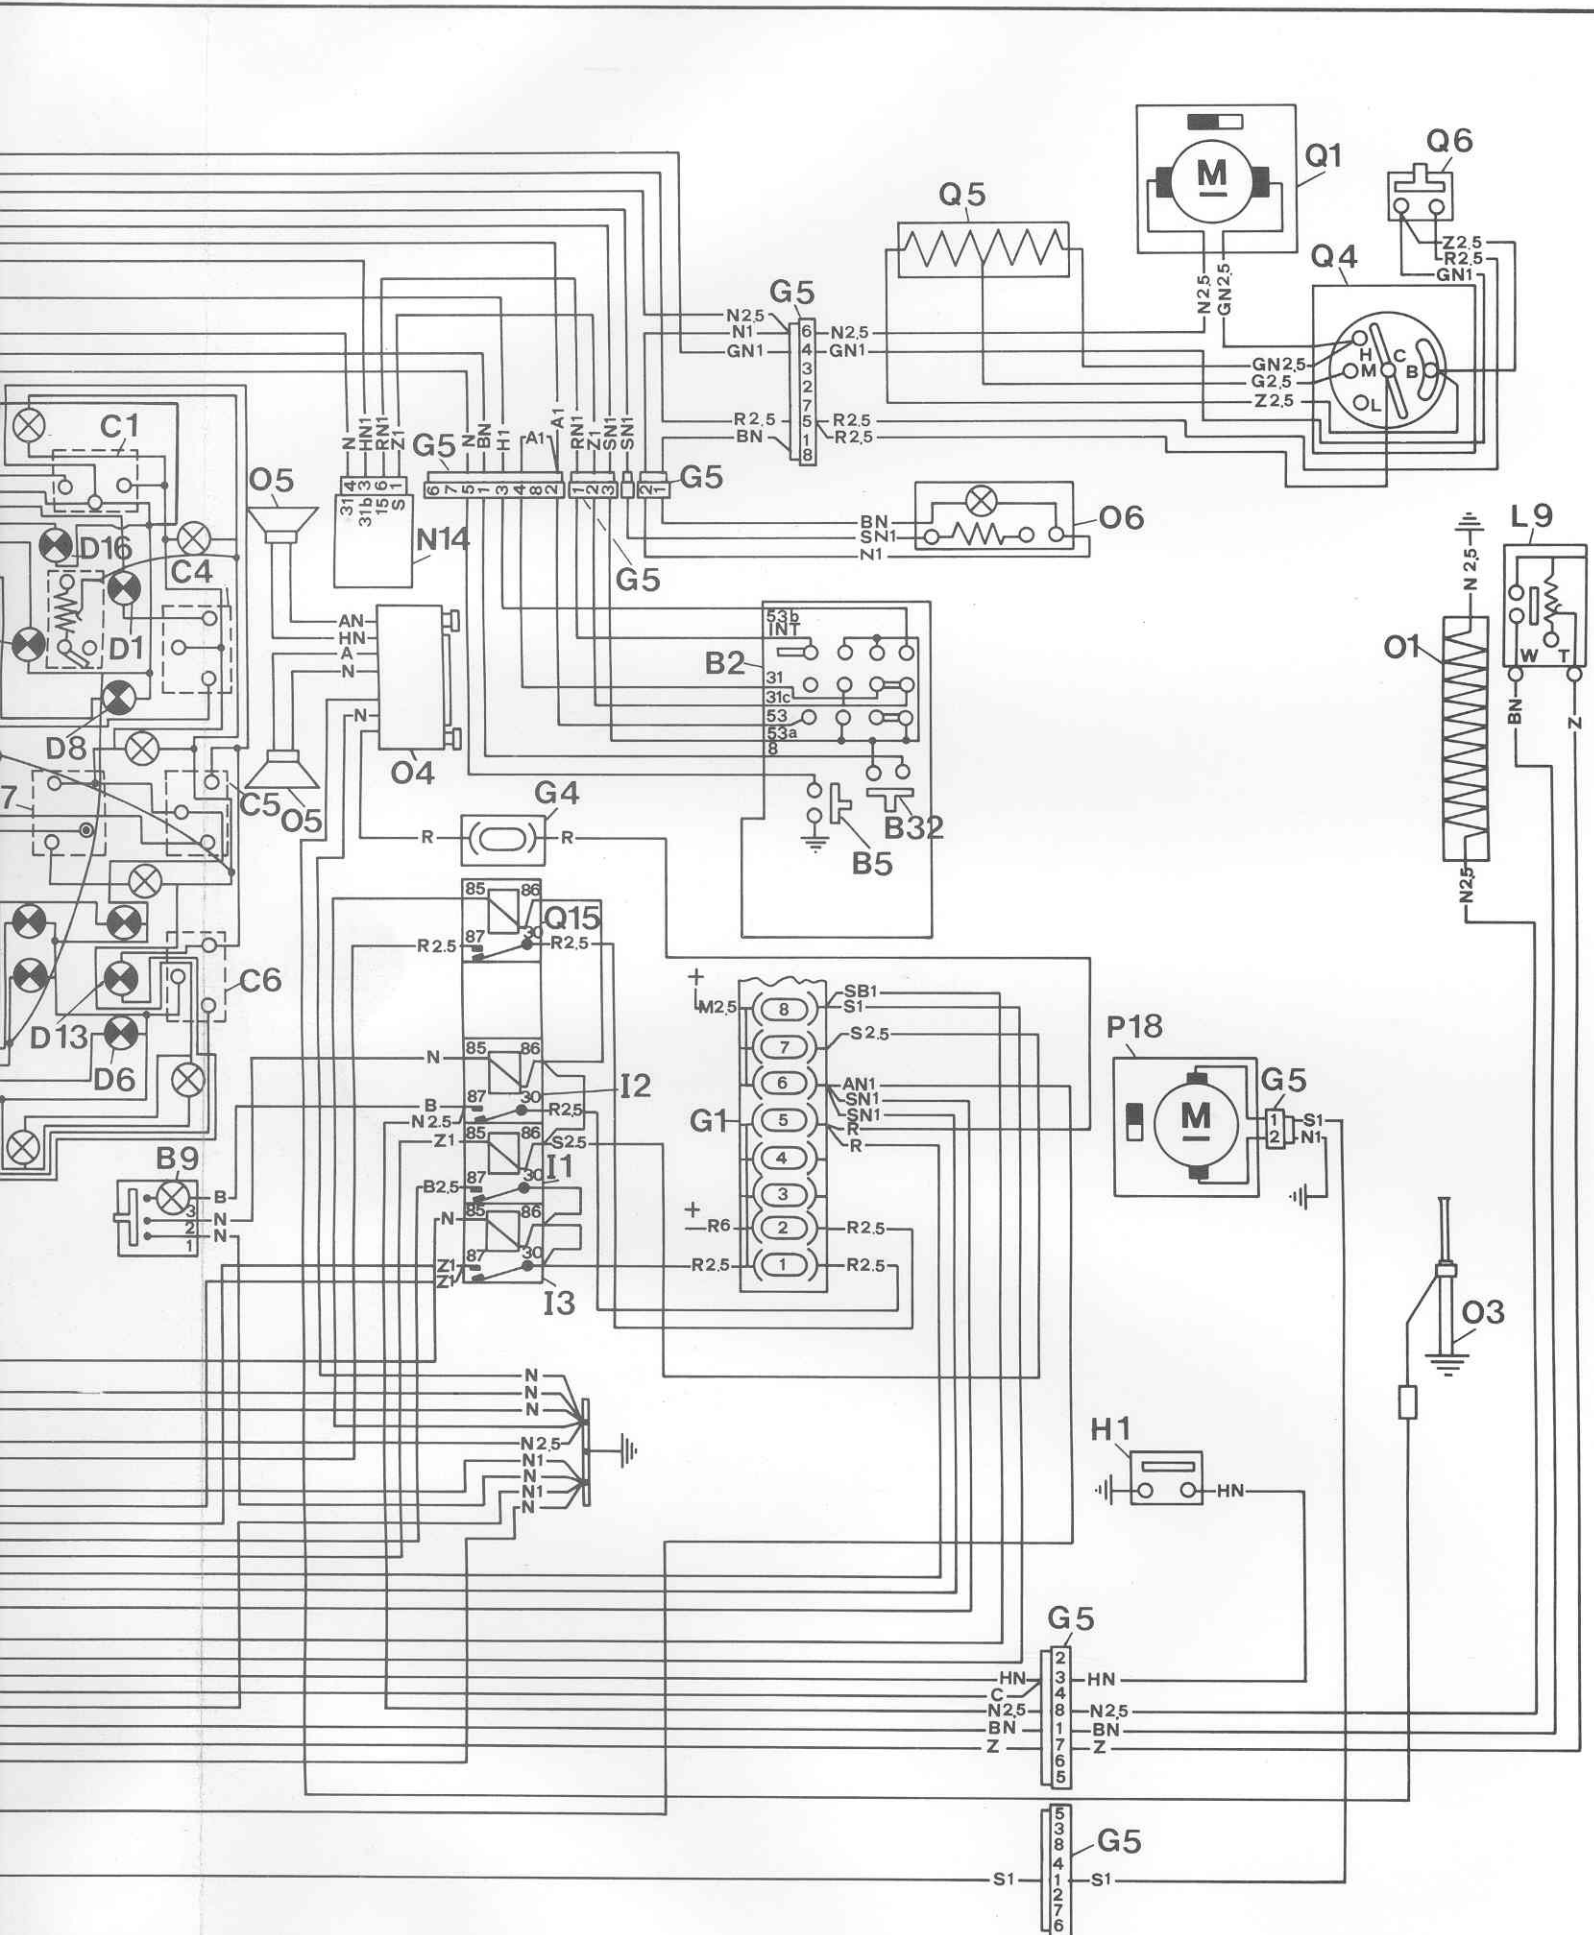 Q1
M
Q6
Z2,5
R2,5
GN1
Q5
Q4
N2,5
GN2,5
G5
N2,5
N1
GN1
6
4
3
2
7
5
1
8
N2,5
GN1
R2,5
BN
R2,5
R2,5
GN2,5
G2,5
Z2,5
H
M
L
C
B
C1
N
HN1
RN1
Z1
G5
N
BN
H1
A1
A1
RN1
Z1
SN1
SN1
4
3
6
1
31
31b
15
S
N14
6
7
5
1
3
4
8
2
1
2
3
2
1
G5
G5
O5
BN
SN1
N1
O6
L9
N 2,5
W
T
BN
Z
O1
N2,5
D16
C4
D1
D8
AN
HN
A
N
N
O4
O5
C5
7
53b
INT
B2
31
31c
53
53a
8
B32
B5
G4
R
R
85
86
Q15
87
30
R2.5
R2,5
C6
D13
D6
N
85
86
I2
87
30
B
N2.5
R2,5
Z1
85
86
S2.5
I1
B2,5
87
30
N
85
86
Z1
Z1
87
30
I3
+
M2,5
8
7
6
5
4
3
2
1
SB1
S1
S2.5
AN1
SN1
SN1
R
R
G1
+
R6
R2,5
R2,5
R2.5
P18
M
G5
1
2
S1
N1
B9
B
N
N
3
2
1
O3
N
N
N
N2,5
N1
N
N1
N
H1
HN
G5
2
3
4
8
1
7
6
5
HN
C
N2,5
BN
Z
HN
N2,5
BN
Z
5
3
8
4
1
2
7
6
G5
S1
S1